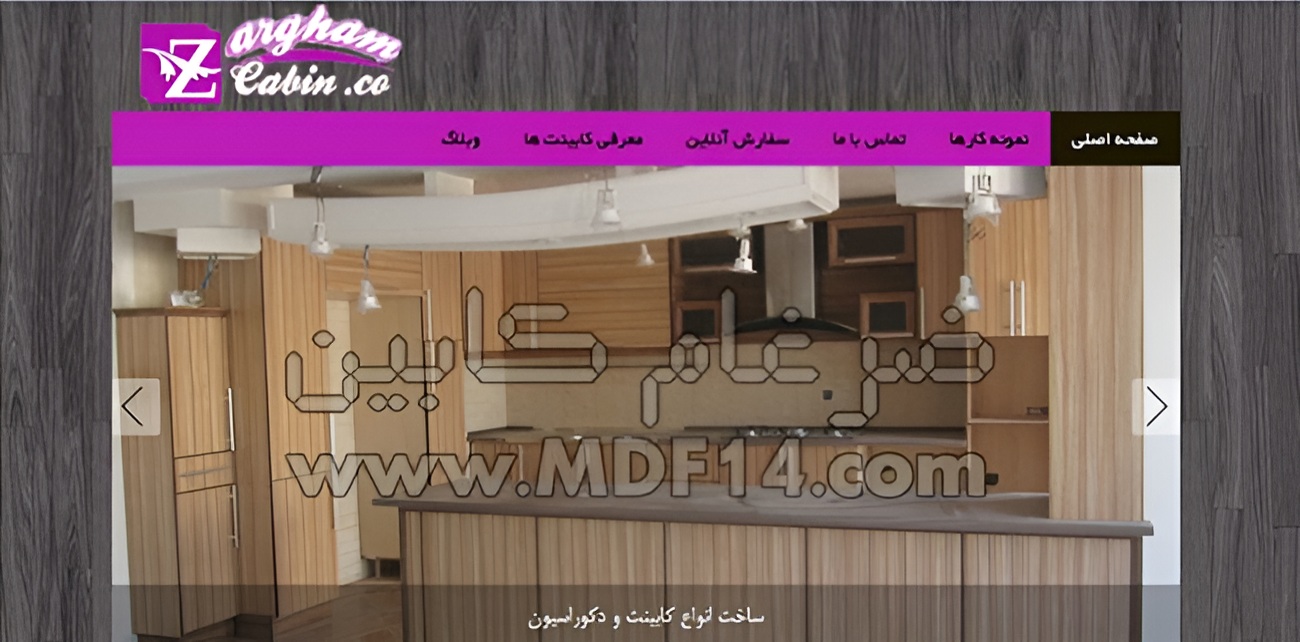 Zargham
Cabin.co
صفحه اصلی
نمونه کارها
تماس با ما
سفارش آنلاین
معرفی کابینت ها
وبلاگ
ضرغام کابین
www.MDF14.com
ساخت انواع کابینت و دکوراسیون